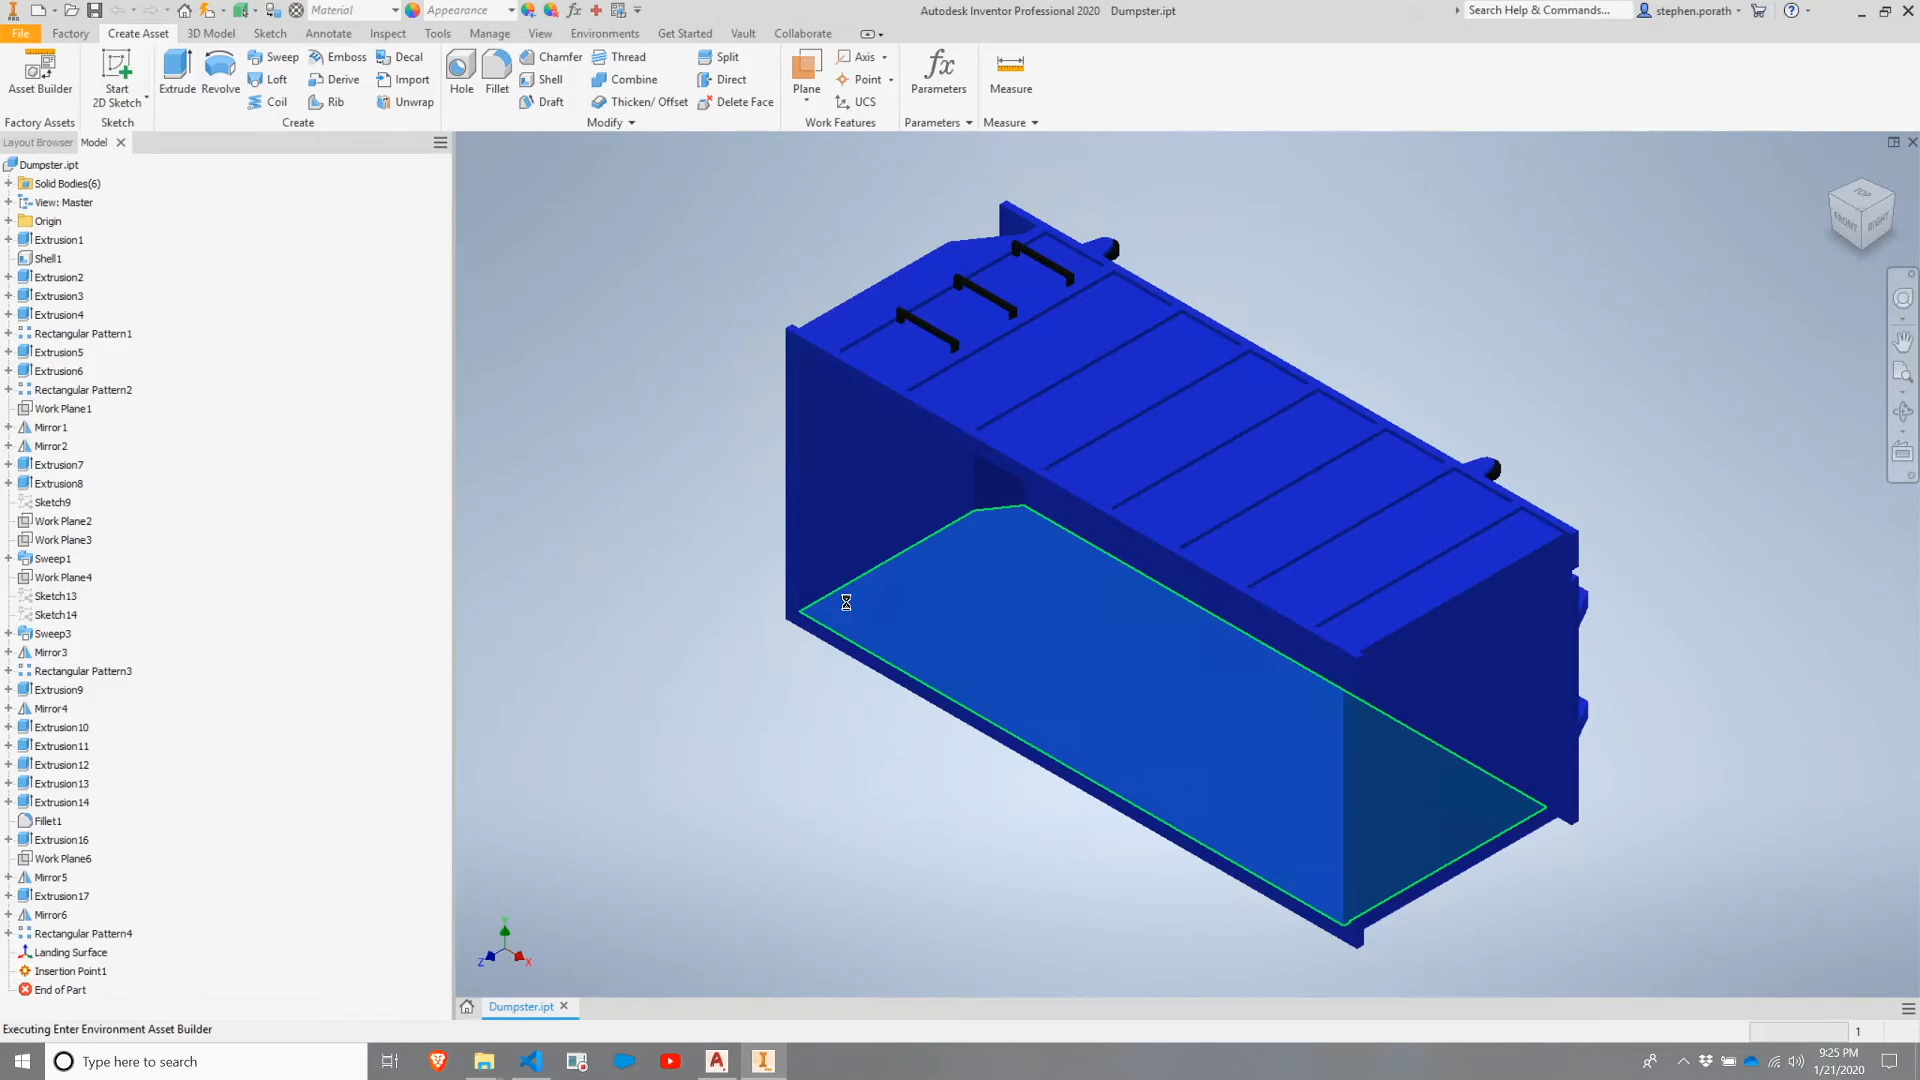 Material
Appearance
Autodesk Inventor Professional 2020 Dumpster.ipt
Search Help & Commands...
stephen.porath
File Factory Create Asset 3D Model Sketch Annotate Inspect Tools Manage View Environments Get Started Vault Collaborate
Asset Builder
Factory Assets
Start
2D Sketch
Sketch
Extrude
Revolve
Sweep Emboss Decal
Loft Derive Import
Coil Rib Unwrap
Create
Hole
Fillet
Chamfer Thread Split
Shell Combine Direct
Draft Thicken/ Offset Delete Face
Modify
Plane
Axis
Point
UCS
Work Features
fx
Parameters
Parameters
Measure
Measure
Layout Browser Model
Dumpster.ipt
Solid Bodies(6)
View: Master
Origin
Extrusion1
Shell1
Extrusion2
Extrusion3
Extrusion4
Rectangular Pattern1
Extrusion5
Extrusion6
Rectangular Pattern2
Work Plane1
Mirror1
Mirror2
Extrusion7
Extrusion8
Sketch9
Work Plane2
Work Plane3
Sweep1
Work Plane4
Sketch13
Sketch14
Sweep3
Mirror3
Rectangular Pattern3
Extrusion9
Mirror4
Extrusion10
Extrusion11
Extrusion12
Extrusion13
Extrusion14
Fillet1
Extrusion16
Work Plane6
Mirror5
Extrusion17
Mirror6
Rectangular Pattern4
Landing Surface
Insertion Point1
End of Part
TOP
FRONT
RIGHT
Y
Z
X
Dumpster.ipt
Executing Enter Environment Asset Builder
1
Type here to search
9:25 PM
1/21/2020